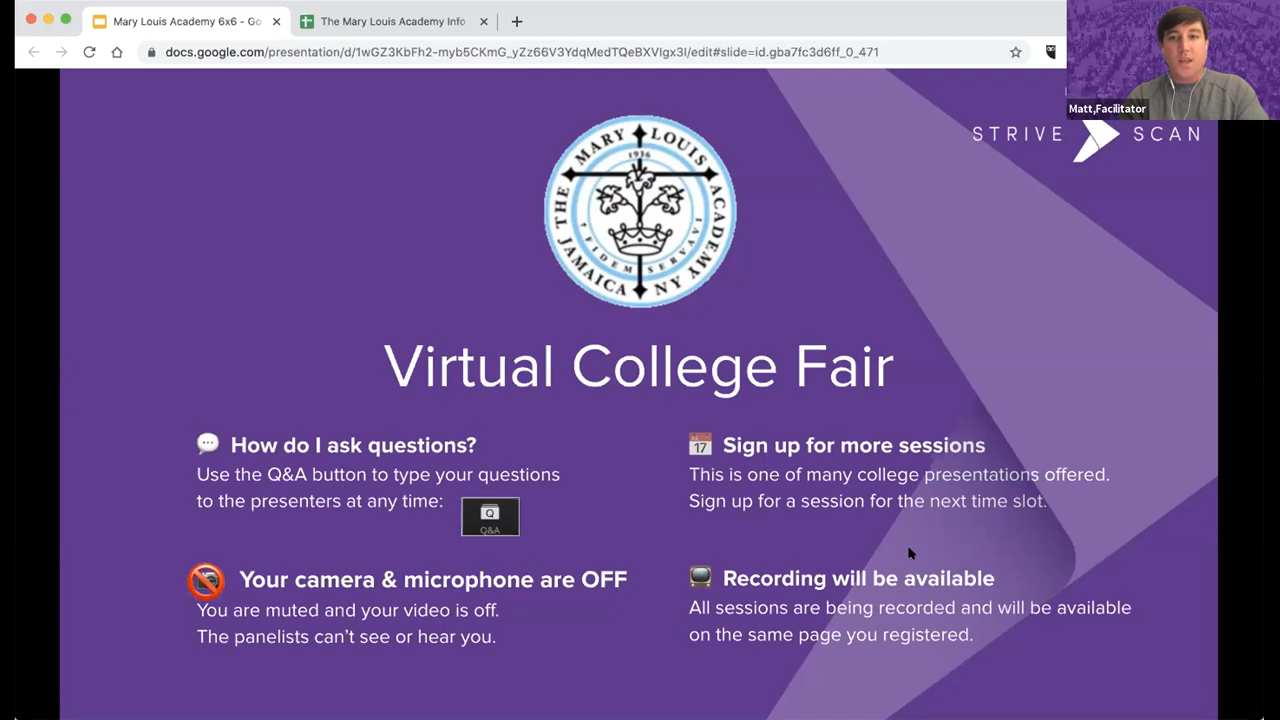 Mary Louis Academy 6x6 - Go
The Mary Louis Academy Info
docs.google.com/presentation/d/1wGZ3KbFh2-myb5CKmG_yZz66V3YdqMedTQeBXVlgx3I/edit#slide=id.gba7fc3d6ff_0_471
Matt,Facilitator
STRIVE SCAN
THE MARY LOUIS ACADEMY
1936
FIDEM SERVAVI
JAMAICA NY
Virtual College Fair
How do I ask questions?
Use the Q&A button to type your questions
to the presenters at any time:
Q
Q&A
Sign up for more sessions
17
This is one of many college presentations offered.
Sign up for a session for the next time slot.
Your camera & microphone are OFF
You are muted and your video is off.
The panelists can't see or hear you.
Recording will be available
All sessions are being recorded and will be available
on the same page you registered.